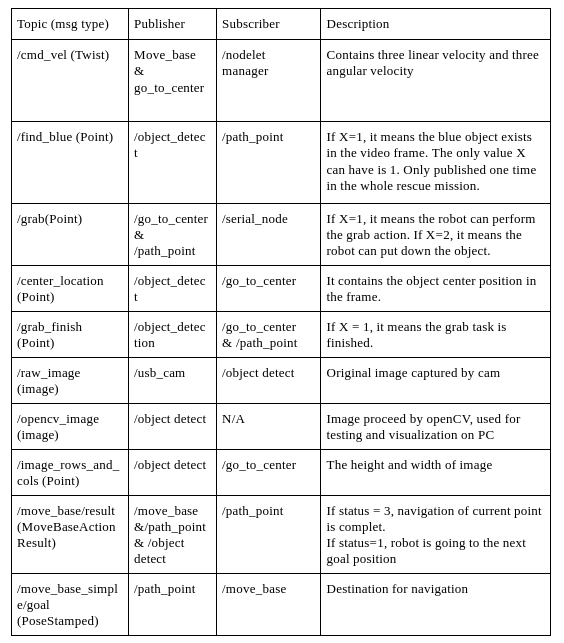 Topic (msg type) Publisher Subscriber Description
/cmd_vel (Twist) Move_base /nodelet Contains three linear velocity and three
& manager angular velocity
go_to_center
/find_blue (Point) /object_detec /path_point If X=1, it means the blue object exists
t in the video frame. The only value X
can have is 1. Only published one time
in the whole rescue mission.
/grab(Point) /go_to_center /serial_node If X=1, it means the robot can perform
& the grab action. If X=2, it means the
/path_point robot can put down the object.
/center_location /object_detec /go_to_center It contains the object center position in
(Point) t the frame.
/grab_finish /object_detec /go_to_center If X = 1, it means the grab task is
(Point) tion & /path_point finished.
/raw_image /usb_cam /object detect Original image captured by cam
(image)
/opencv_image /object detect N/A Image proceed by openCV, used for
(image) testing and visualization on PC
/image_rows_and_ /object detect /go_to_center The height and width of image
cols (Point)
/move_base/result /move_base /path_point If status = 3, navigation of current point
(MoveBaseAction &/path_point is complet.
Result) & /object If status=1, robot is going to the next
detect goal position
/move_base_simpl /path_point /move_base Destination for navigation
e/goal
(PoseStamped)